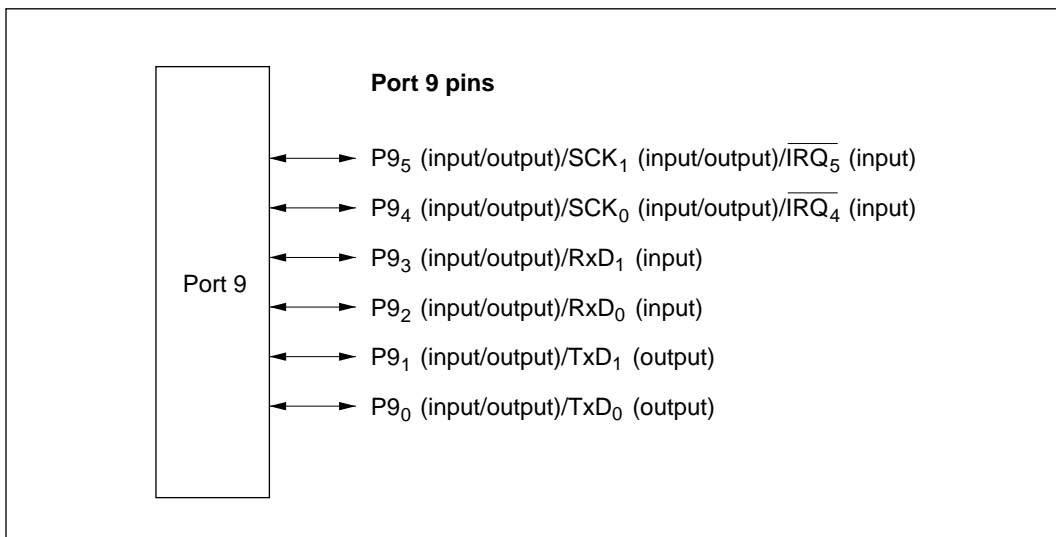 Port 9 pins
P9₅ (input/output)/SCK₁ (input/output)/I̅R̅Q̅₅̅ (input)
P9₄ (input/output)/SCK₀ (input/output)/I̅R̅Q̅₄̅ (input)
P9₃ (input/output)/RxD₁ (input)
Port 9
P9₂ (input/output)/RxD₀ (input)
P9₁ (input/output)/TxD₁ (output)
P9₀ (input/output)/TxD₀ (output)